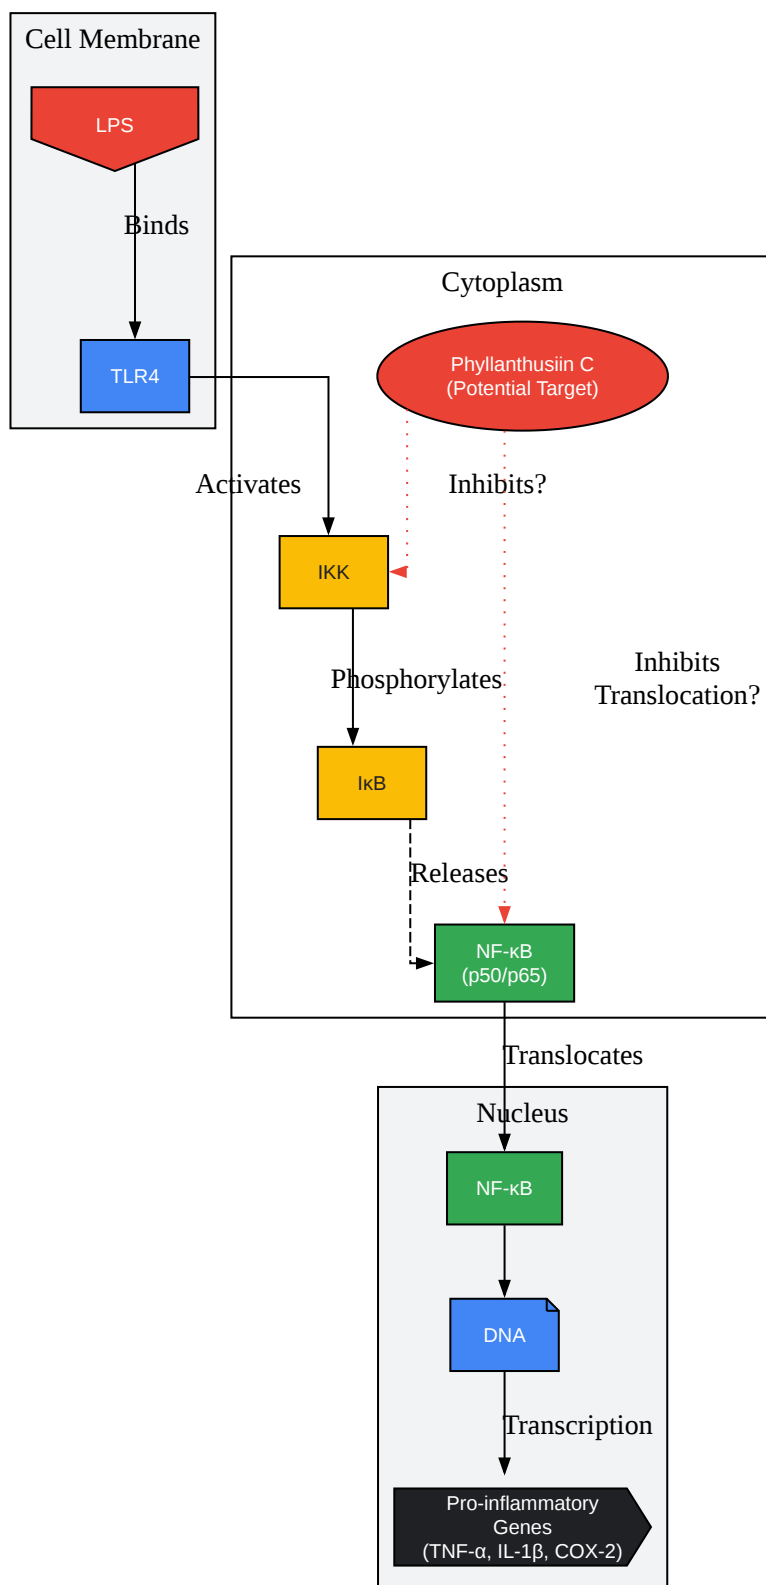 Cell Membrane
LPS
Binds
TLR4
Cytoplasm
Phyllanthusiin C
(Potential Target)
Activates
Inhibits?
IKK
Phosphorylates
Inhibits
Translocation?
IκB
Releases
NF-κB
(p50/p65)
Translocates
Nucleus
NF-κB
DNA
Transcription
Pro-inflammatory
Genes
(TNF-α, IL-1β, COX-2)